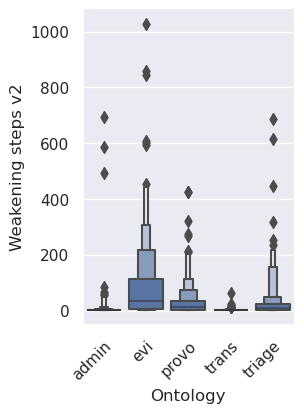 Weakening steps v2
1000
800
600
400
200
0
admin
evi
provo
trans
triage
Ontology